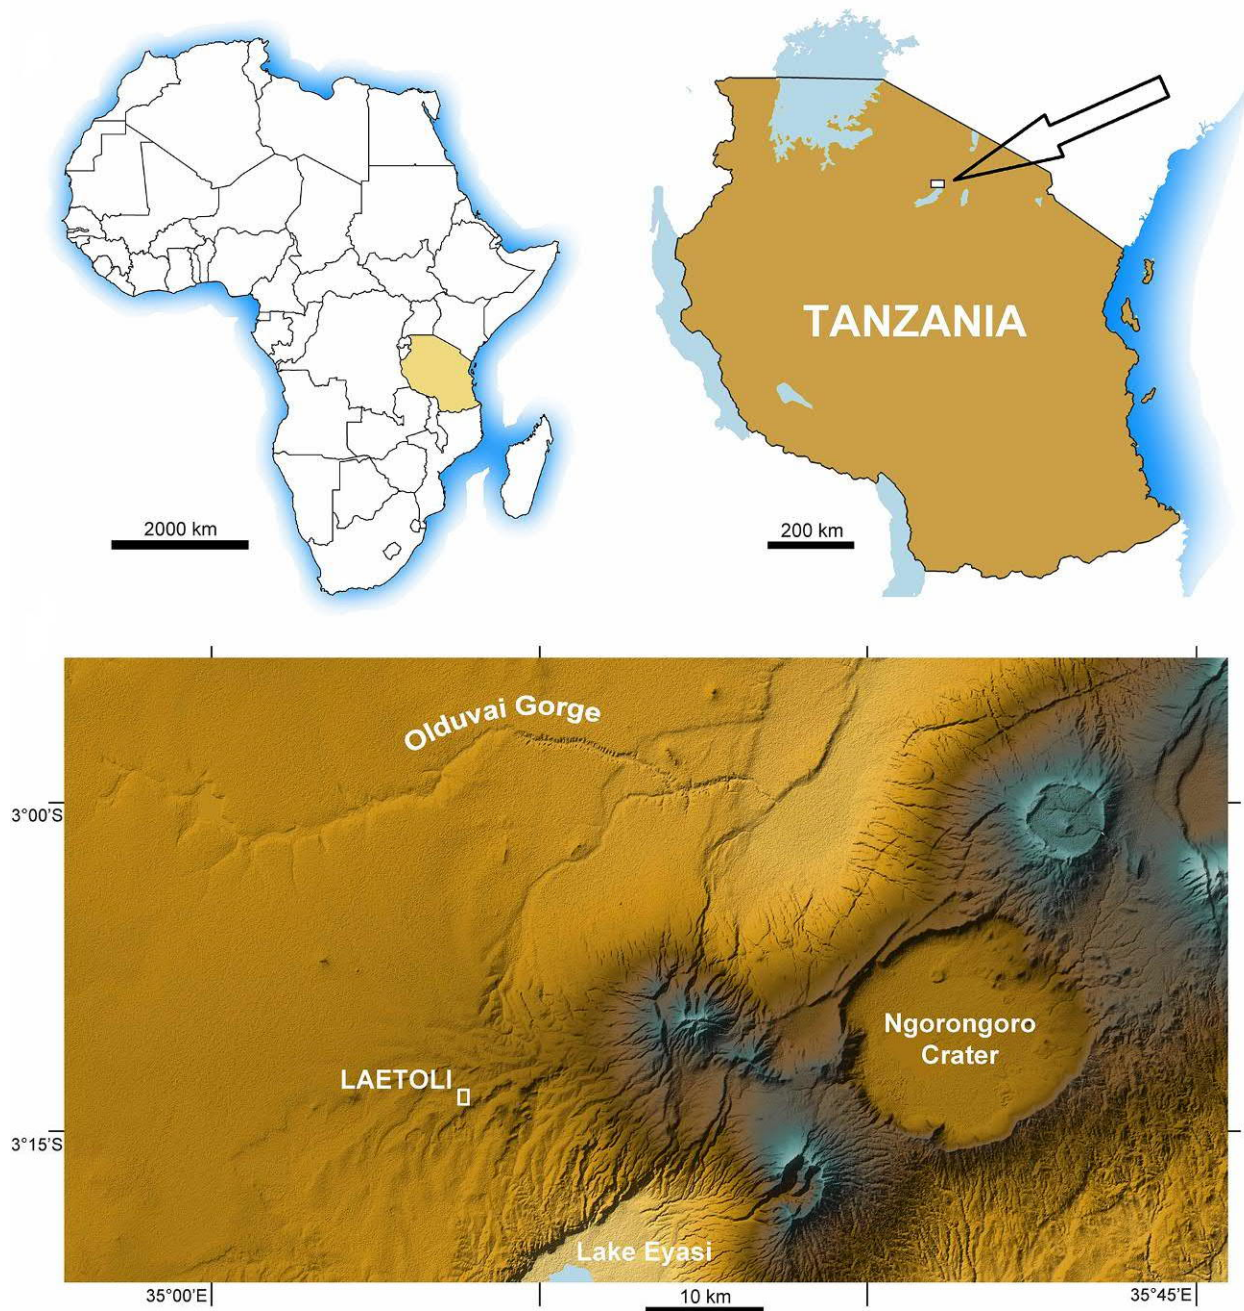 2000 km
TANZANIA
200 km
Olduvai Gorge
3°00'S
Ngorongoro
Crater
LAETOLI
3°15'S
Lake Eyasi
35°00'E
10 km
35°45'E